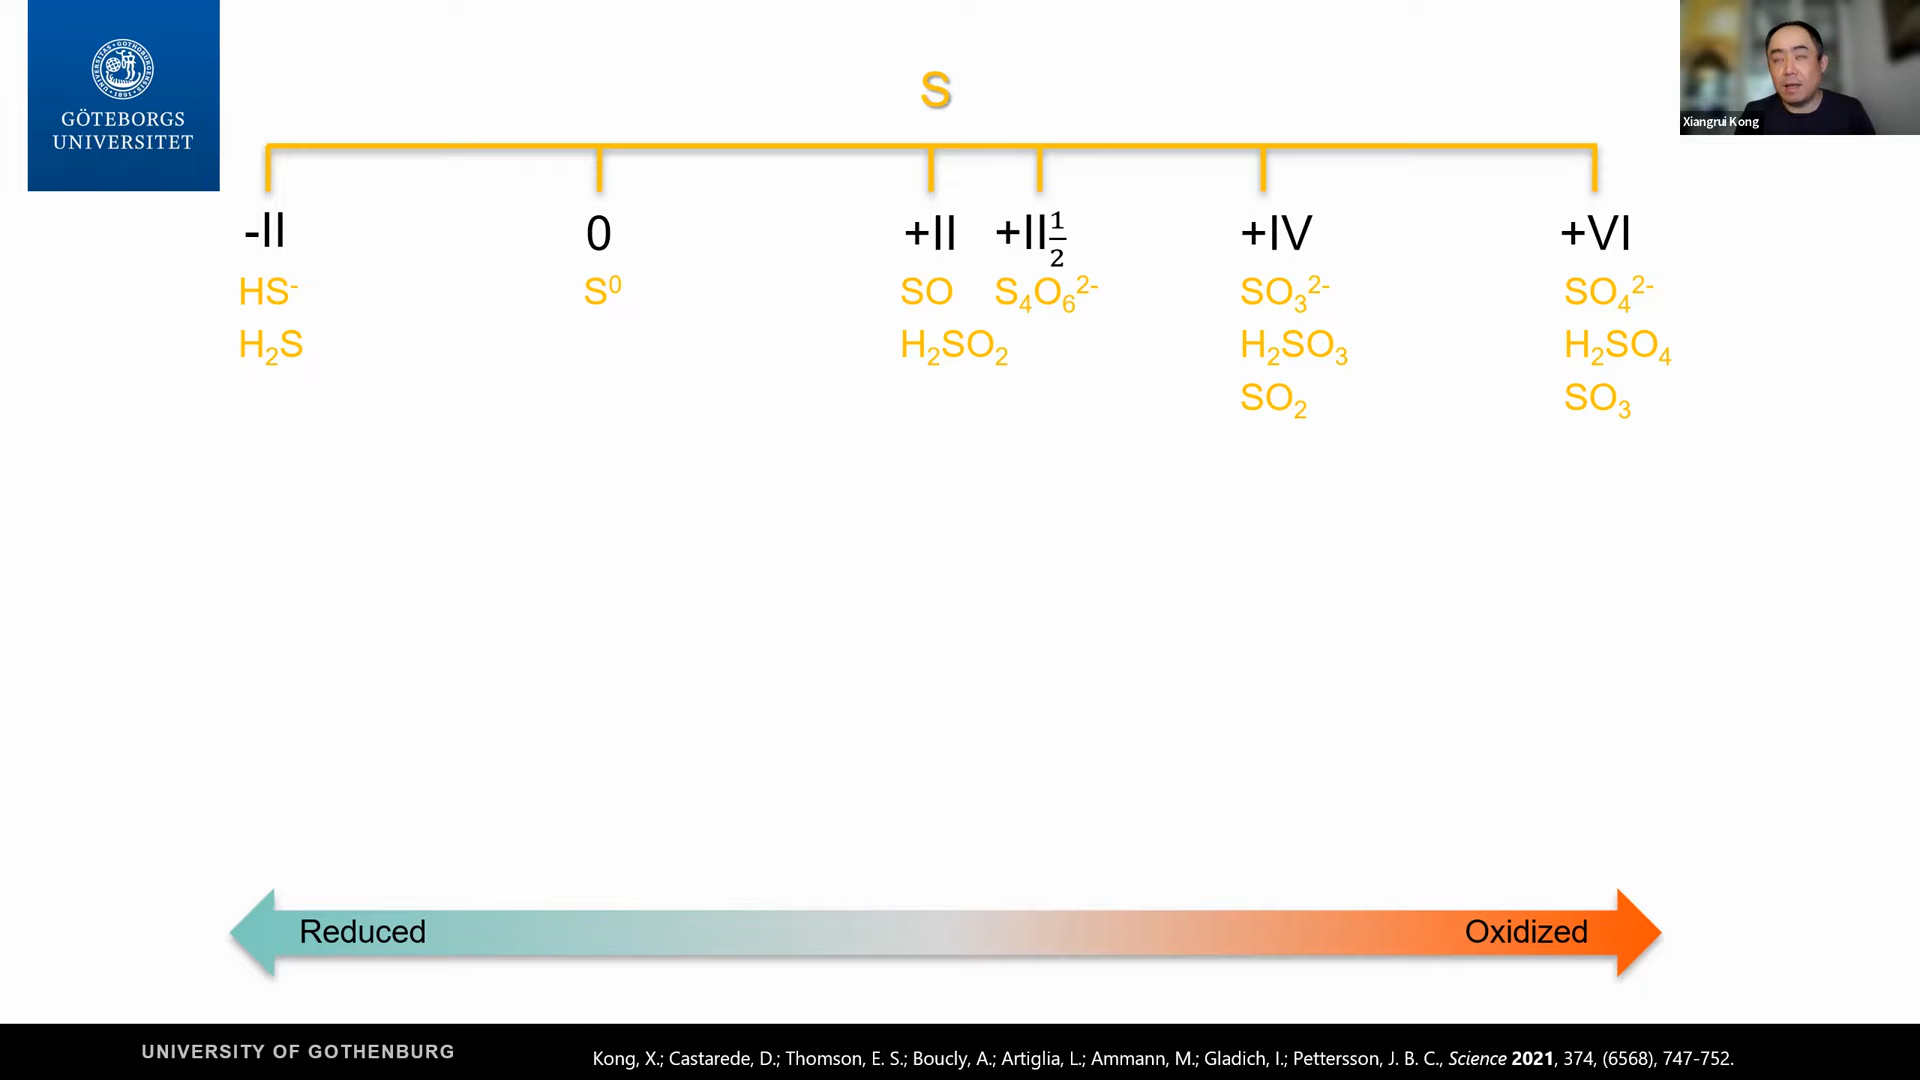 GÖTEBORGS
UNIVERSITET
Xiangrui Kong
S
-II 0 +II +II½ +IV +VI
HS⁻ S⁰ SO S₄O₆²⁻ SO₃²⁻ SO₄²⁻
H₂S H₂SO₂ H₂SO₃ H₂SO₄
SO₂ SO₃
Reduced Oxidized
UNIVERSITY OF GOTHENBURG
Kong, X.; Castarede, D.; Thomson, E. S.; Boucly, A.; Artiglia, L.; Ammann, M.; Gladich, I.; Pettersson, J. B. C., Science 2021, 374, (6568), 747-752.